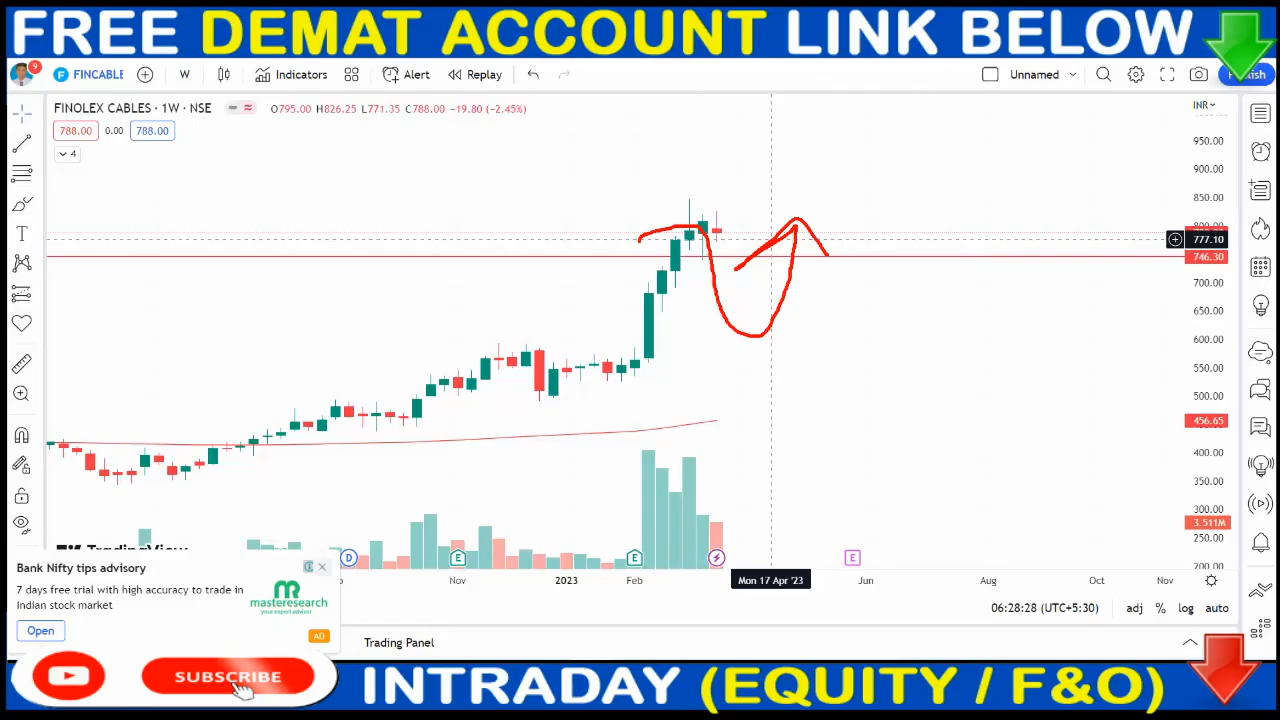 FREE DEMAT ACCOUNT LINK BELOW
9 FINCABLE W Indicators Alert Replay Unnamed
FINOLEX CABLES · 1W · NSE O795.00 H826.25 L771.35 C788.00 −19.80 (−2.45%) INR
788.00 0.00 788.00
4
950.00
900.00
850.00
777.10
746.30
700.00
650.00
600.00
550.00
500.00
456.65
400.00
350.00
300.00
3.511M
200.00
TradingView
D E E E
Nov 2023 Feb Mon 17 Apr '23 Jun Aug Oct Nov
08:28:28 (UTC+5:30) adj % log auto
Bank Nifty tips advisory
7 days free trial with high accuracy to trade in
Indian stock market
masteresearch
your expert advisor
Open
AD
Trading Panel
SUBSCRIBE
INTRADAY (EQUITY / F&O)